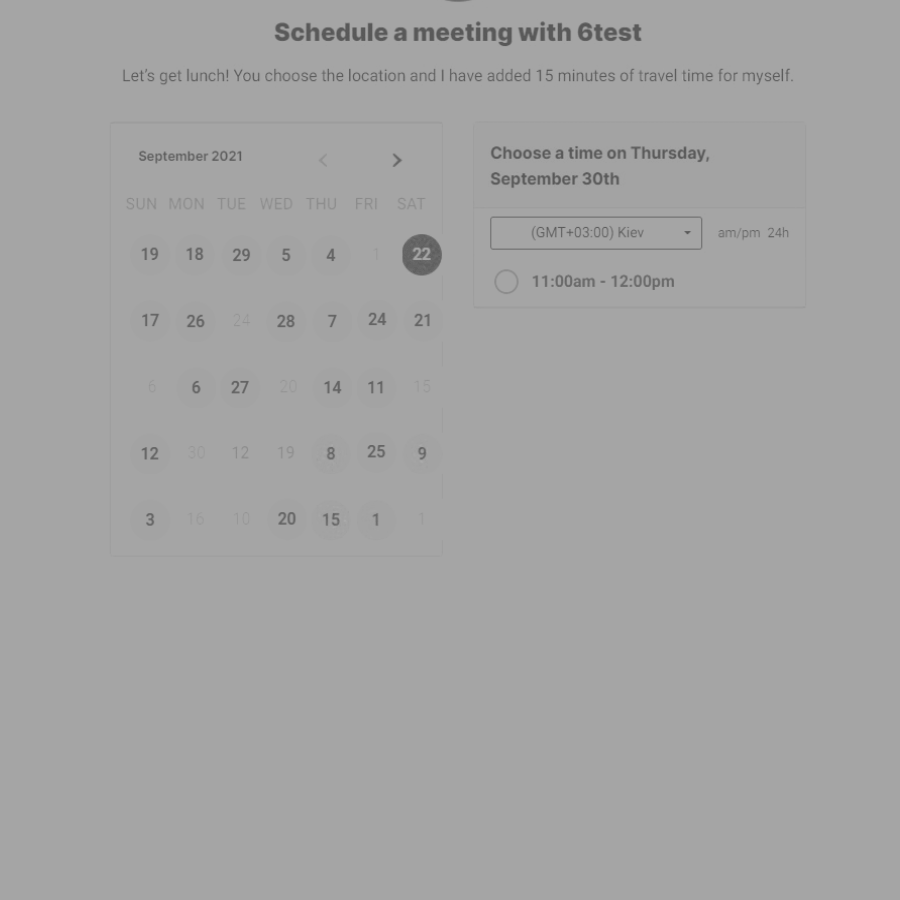 Schedule a meeting with 6test
Let's get lunch! You choose the location and I have added 15 minutes of travel time for myself.
September 2021
SUN MON TUE WED THU FRI SAT
19 18 29 5 4 1 22
17 26 24 28 7 24 21
6 6 27 20 14 11 15
12 30 12 19 8 25 9
3 16 10 20 15 1 1
Choose a time on Thursday,
September 30th
(GMT+03:00) Kiev am/pm 24h
11:00am - 12:00pm